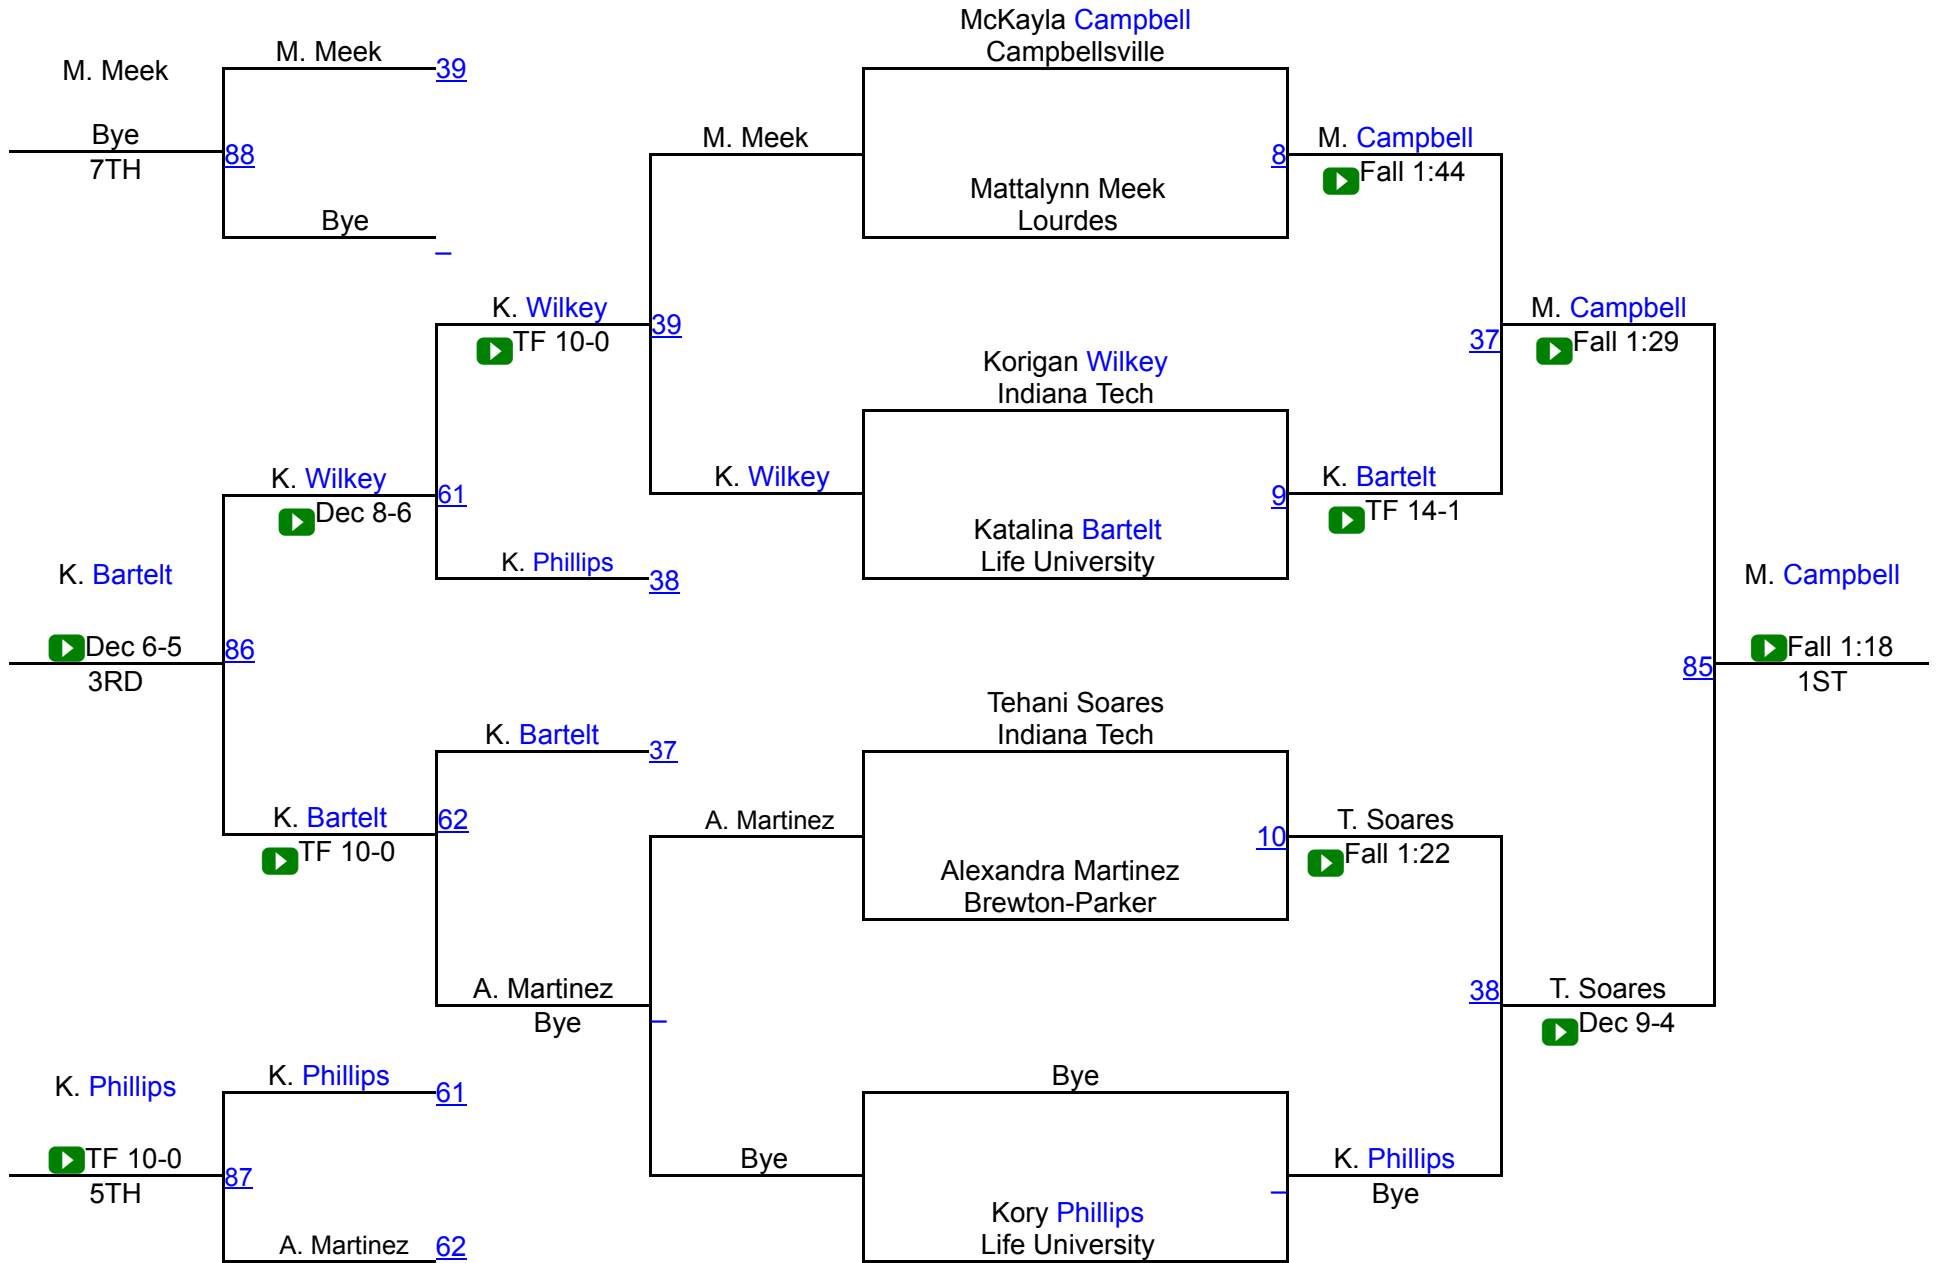 McKayla Campbell
Campbellsville
M. Meek
M. Meek
39
Bye
7TH
88
Bye
–
M. Meek
8
M. Campbell
Fall 1:44
Mattalynn Meek
Lourdes
K. Wilkey
TF 10-0
39
37
M. Campbell
Fall 1:29
Korigan Wilkey
Indiana Tech
K. Wilkey
Dec 8-6
61
K. Wilkey
9
K. Bartelt
TF 14-1
Katalina Bartelt
Life University
K. Phillips
38
K. Bartelt
Dec 6-5
3RD
86
M. Campbell
Fall 1:18
1ST
85
Tehani Soares
Indiana Tech
K. Bartelt
37
K. Bartelt
TF 10-0
62
A. Martinez
10
T. Soares
Fall 1:22
Alexandra Martinez
Brewton-Parker
A. Martinez
Bye
–
38
T. Soares
Dec 9-4
K. Phillips
K. Phillips
61
TF 10-0
5TH
87
A. Martinez
62
Bye
Bye
–
K. Phillips
Bye
Kory Phillips
Life University